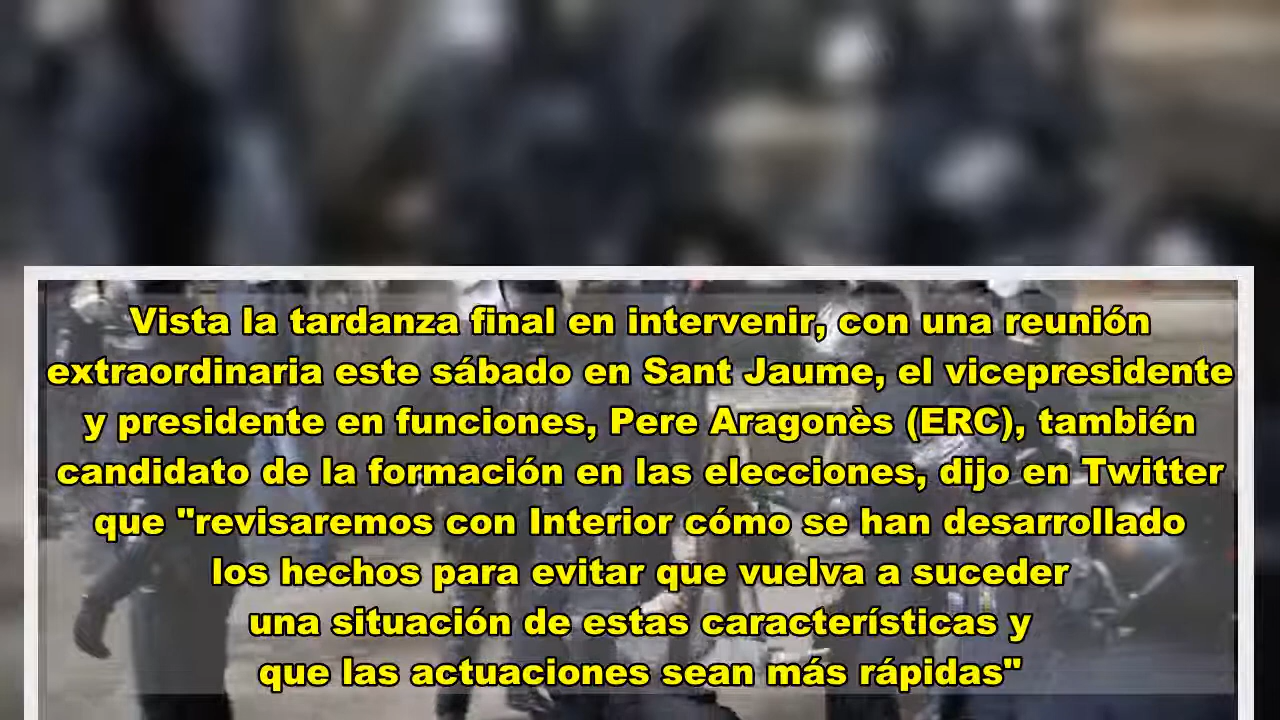 Vista la tardanza final en intervenir, con una reunión
extraordinaria este sábado en Sant Jaume, el vicepresidente
y presidente en funciones, Pere Aragonès (ERC), también
candidato de la formación en las elecciones, dijo en Twitter
que "revisaremos con Interior cómo se han desarrollado
los hechos para evitar que vuelva a suceder
una situación de estas características y
que las actuaciones sean más rápidas"